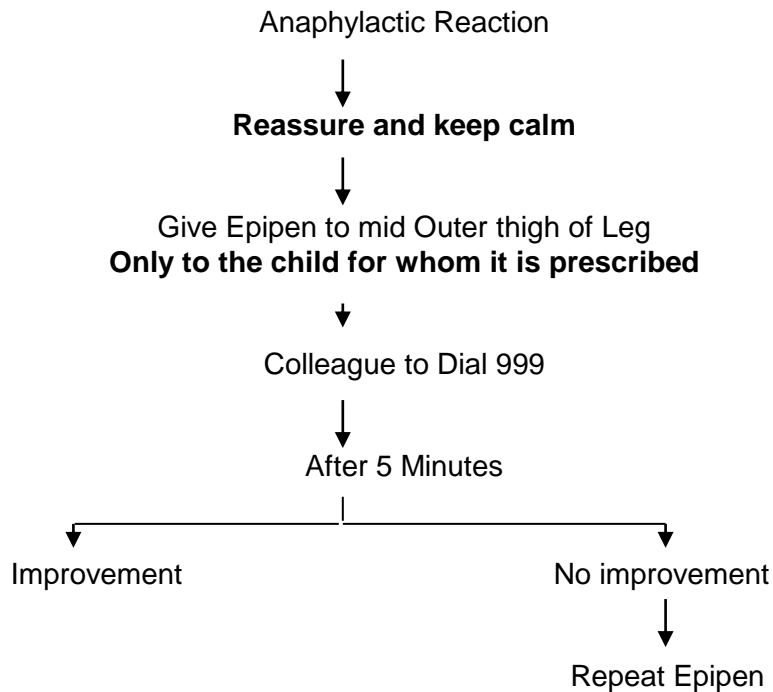 Anaphylactic Reaction
Reassure and keep calm
Give Epipen to mid Outer thigh of Leg
Only to the child for whom it is prescribed
Colleague to Dial 999
After 5 Minutes
Improvement
No improvement
Repeat Epipen